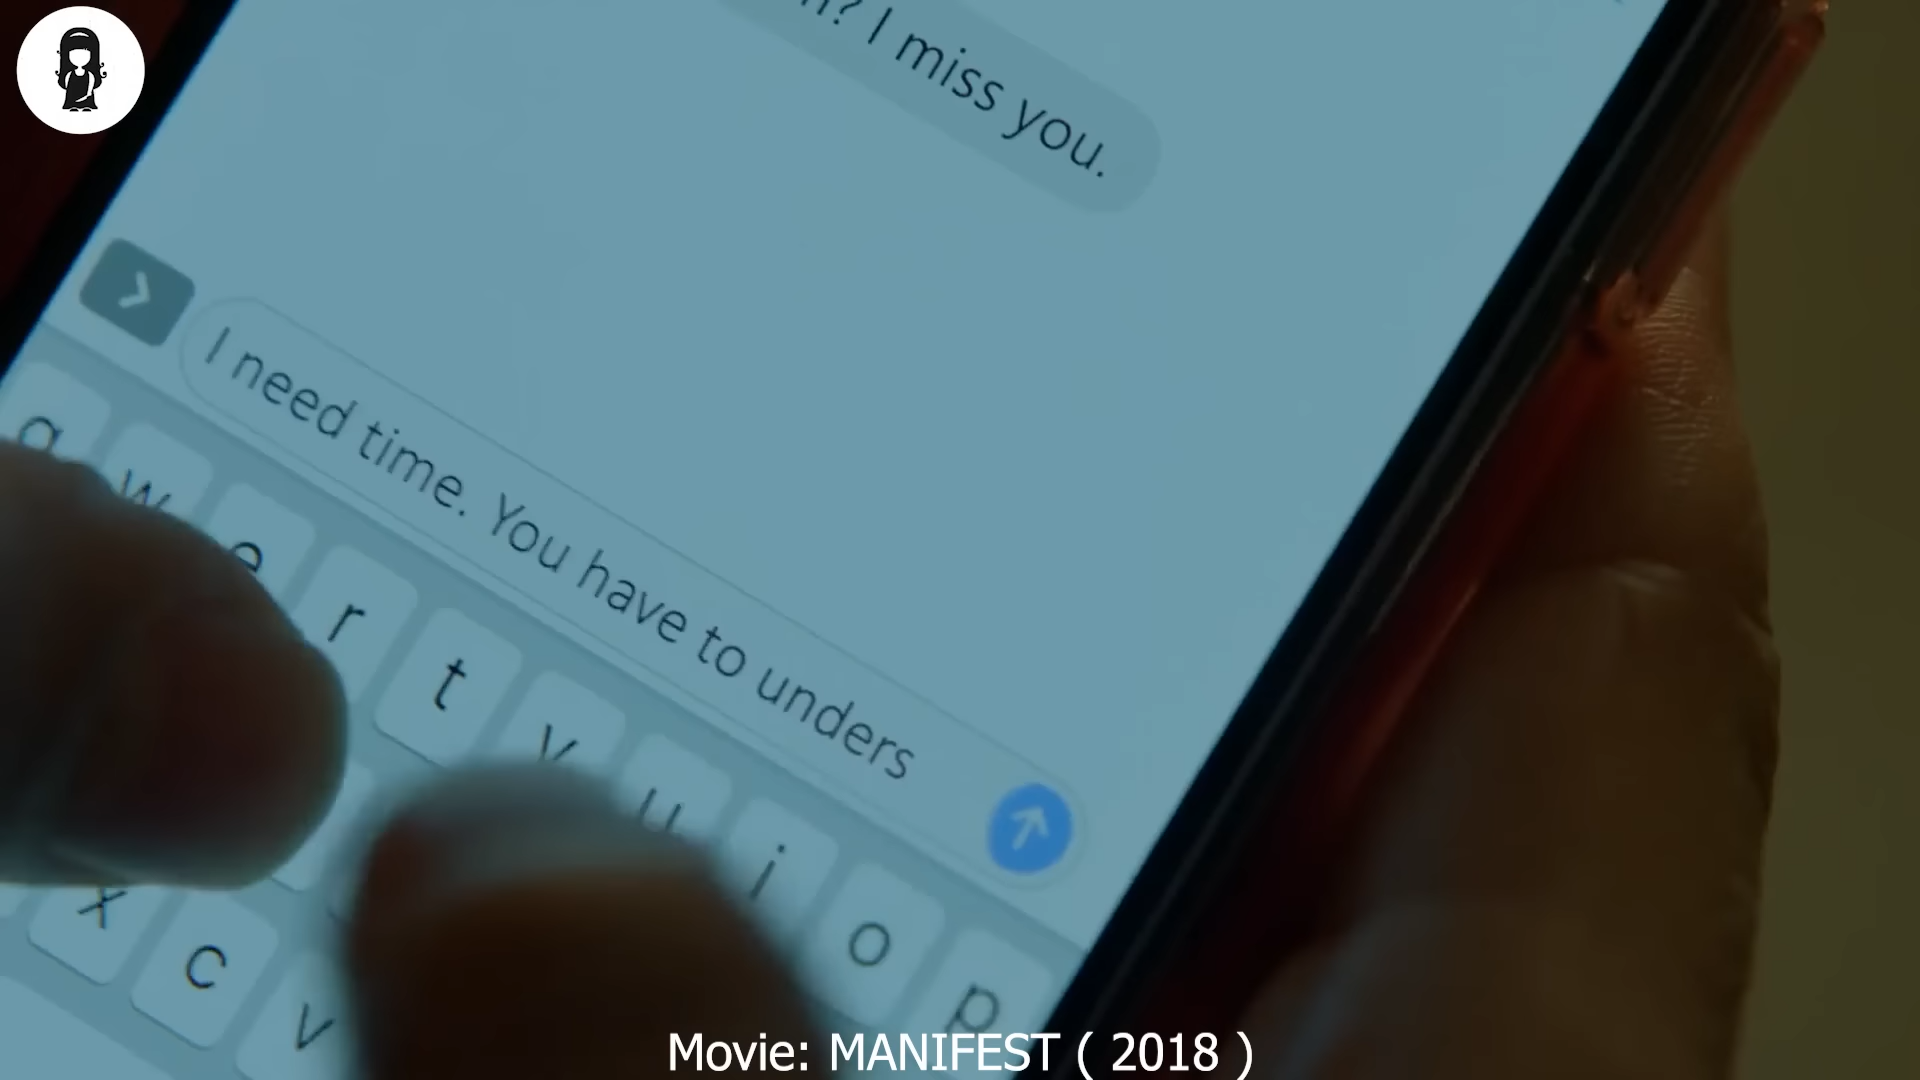 I miss you.
I need time. You have to unders
w e r t y u i o p
x c v
Movie: MANIFEST ( 2018 )